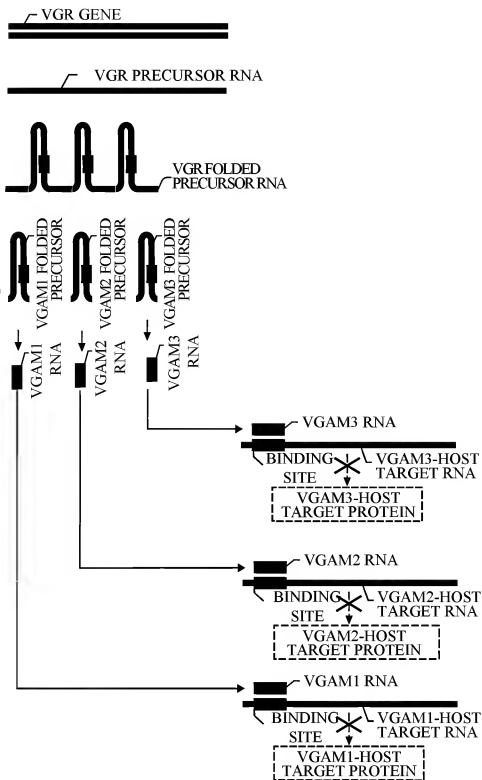 VGR GENE
VGR PRECURSOR RNA
VGR FOLDED
PRECURSOR RNA
VGAM1 FOLDED
PRECURSOR
VGAM2 FOLDED
PRECURSOR
VGAM3 FOLDED
PRECURSOR
VGAM1
RNA
VGAM2
RNA
VGAM3
RNA
VGAM3 RNA
BINDING
SITE
VGAM3-HOST
TARGET RNA
VGAM3-HOST
TARGET PROTEIN
VGAM2 RNA
BINDING
SITE
VGAM2-HOST
TARGET RNA
VGAM2-HOST
TARGET PROTEIN
VGAM1 RNA
BINDING
SITE
VGAM1-HOST
TARGET RNA
VGAM1-HOST
TARGET PROTEIN